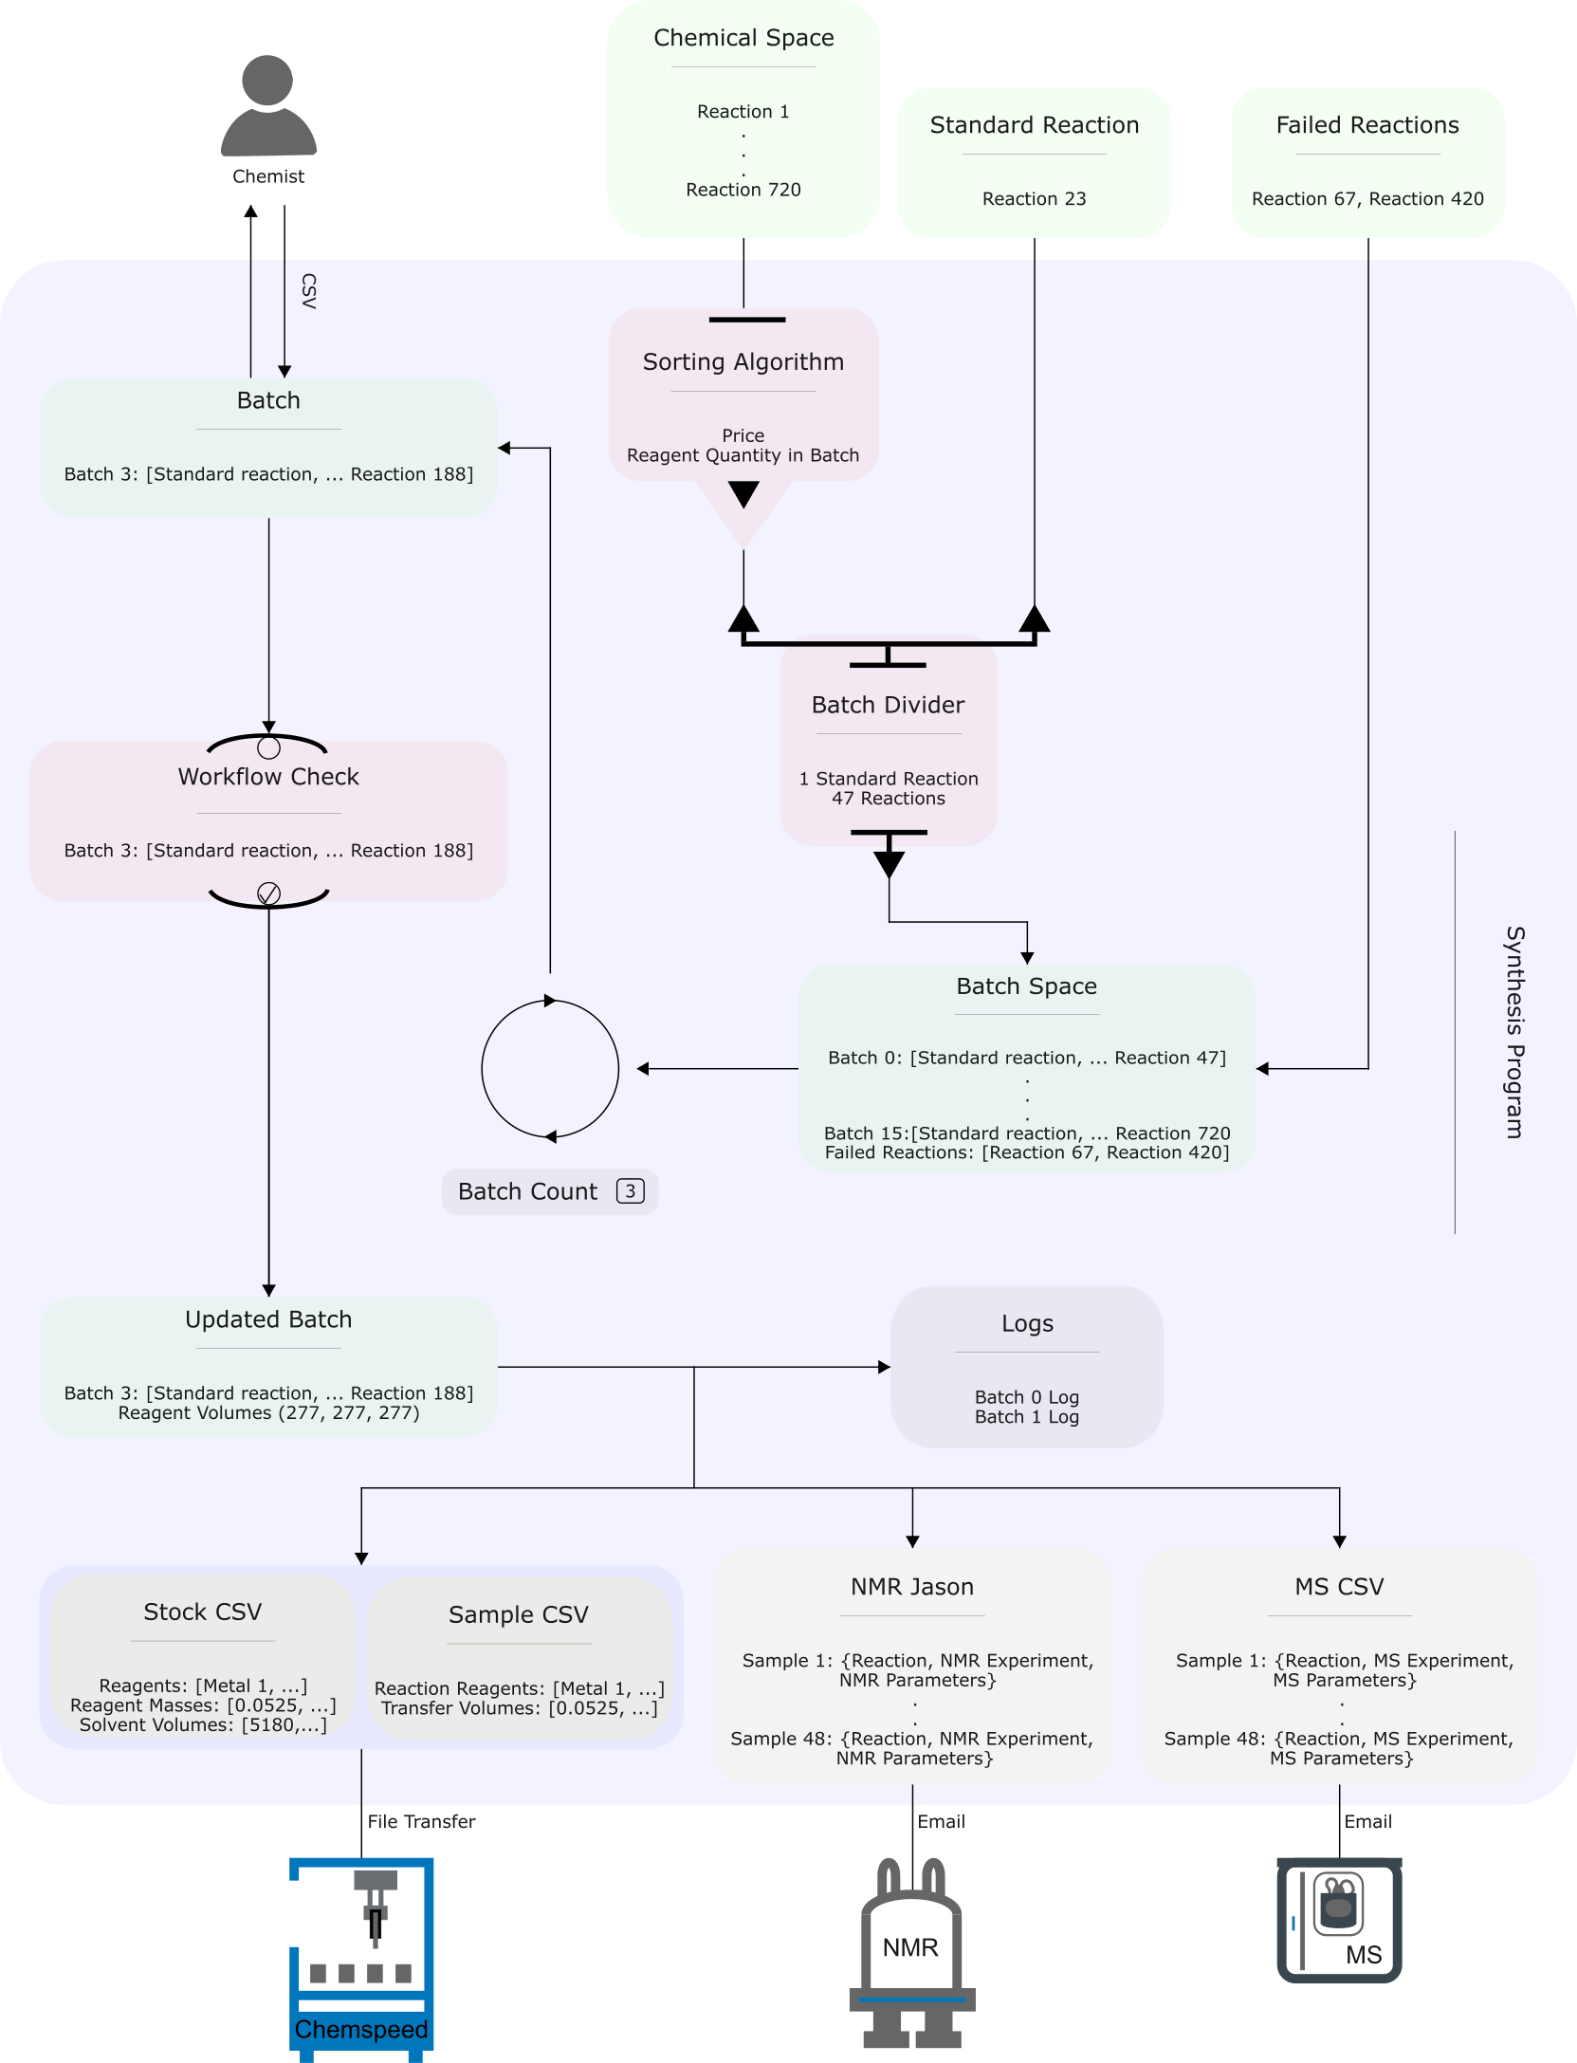 Chemical Space
Reaction 1
.
.
.
Reaction 720
Standard Reaction
Reaction 23
Failed Reactions
Reaction 67, Reaction 420
Chemist
CSV
Sorting Algorithm
Price
Reagent Quantity in Batch
Batch
Batch 3: [Standard reaction, ... Reaction 188]
Batch Divider
1 Standard Reaction
47 Reactions
Workflow Check
Batch 3: [Standard reaction, ... Reaction 188]
Batch Space
Batch 0: [Standard reaction, ... Reaction 47]
.
.
.
Batch 15:[Standard reaction, ... Reaction 720
Failed Reactions: [Reaction 67, Reaction 420]
Synthesis Program
Batch Count 3
Updated Batch
Batch 3: [Standard reaction, ... Reaction 188]
Reagent Volumes (277, 277, 277)
Logs
Batch 0 Log
Batch 1 Log
Stock CSV
Reagents: [Metal 1, ...]
Reagent Masses: [0.0525, ...]
Solvent Volumes: [5180,...]
Sample CSV
Reaction Reagents: [Metal 1, ...]
Transfer Volumes: [0.0525, ...]
NMR Jason
Sample 1: {Reaction, NMR Experiment,
NMR Parameters}
.
.
Sample 48: {Reaction, NMR Experiment,
NMR Parameters}
MS CSV
Sample 1: {Reaction, MS Experiment,
MS Parameters}
.
.
Sample 48: {Reaction, MS Experiment,
MS Parameters}
File Transfer
Email
Email
Chemspeed
NMR
MS